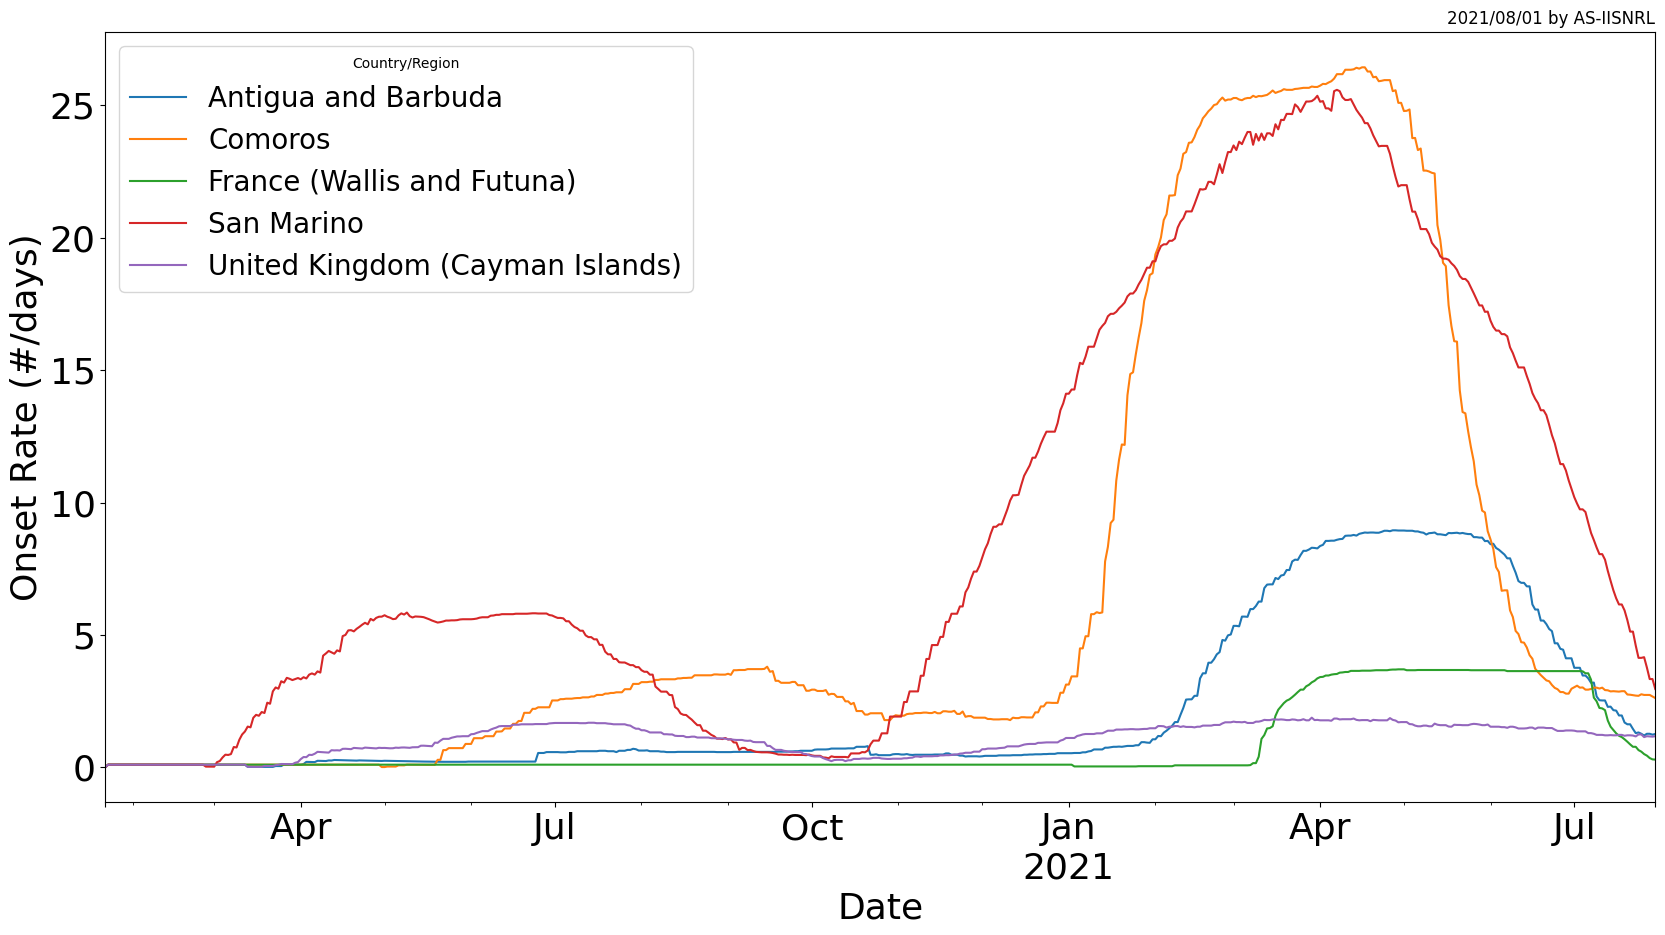 2021/08/01 by AS-IISNRL
Country/Region
Antigua and Barbuda
Comoros
France (Wallis and Futuna)
San Marino
United Kingdom (Cayman Islands)
Onset Rate (#/days)
25
20
15
10
5
0
Apr Jul Oct Jan Apr Jul
2021
Date